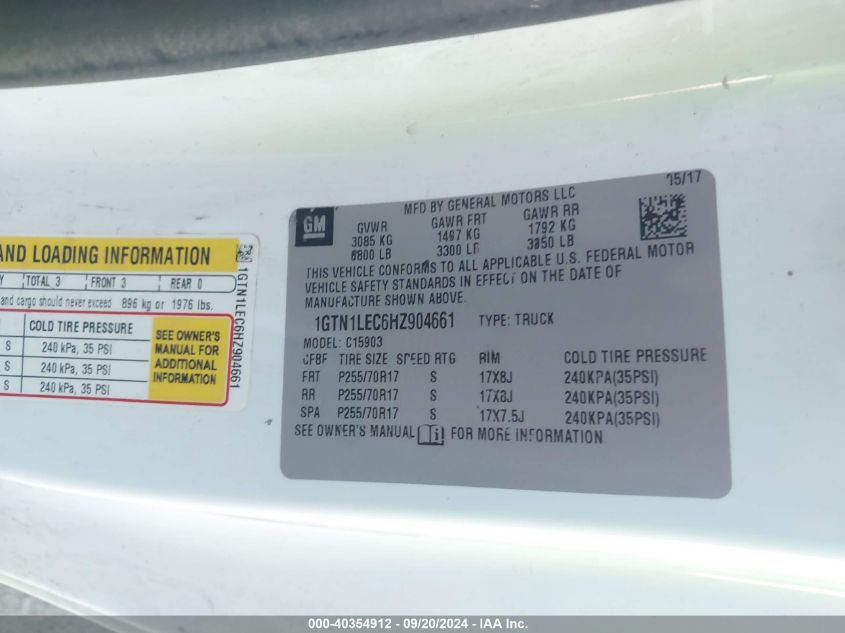 AND LOADING INFORMATION
TOTAL 3 FRONT 3 REAR 0
and cargo should never exceed 896 kg or 1976 lbs.
COLD TIRE PRESSURE
S 240 kPa, 35 PSI
S 240 kPa, 35 PSI
S 240 kPa, 35 PSI
SEE OWNER'S
MANUAL FOR
ADDITIONAL
INFORMATION
1GTN1LEC6HZ904661
GM
MFD BY GENERAL MOTORS LLC
05/17
GVWR GAWR FRT GAWR RR
3085 KG 1497 KG 1792 KG
6800 LB 3300 LB 3950 LB
THIS VEHICLE CONFORMS TO ALL APPLICABLE U.S. FEDERAL MOTOR
VEHICLE SAFETY STANDARDS IN EFFECT ON THE DATE OF
MANUFACTURE SHOWN ABOVE.
1GTN1LEC6HZ904661 TYPE: TRUCK
MODEL: C15903
TIRE SIZE SPEED RTG RIM COLD TIRE PRESSURE
FRT P255/70R17 S 17X8J 240KPA(35PSI)
RR P255/70R17 S 17X8J 240KPA(35PSI)
SPA P255/70R17 S 17X7.5J 240KPA(35PSI)
SEE OWNER'S MANUAL i FOR MORE INFORMATION
000-40354912 - 09/20/2024 - IAA Inc.